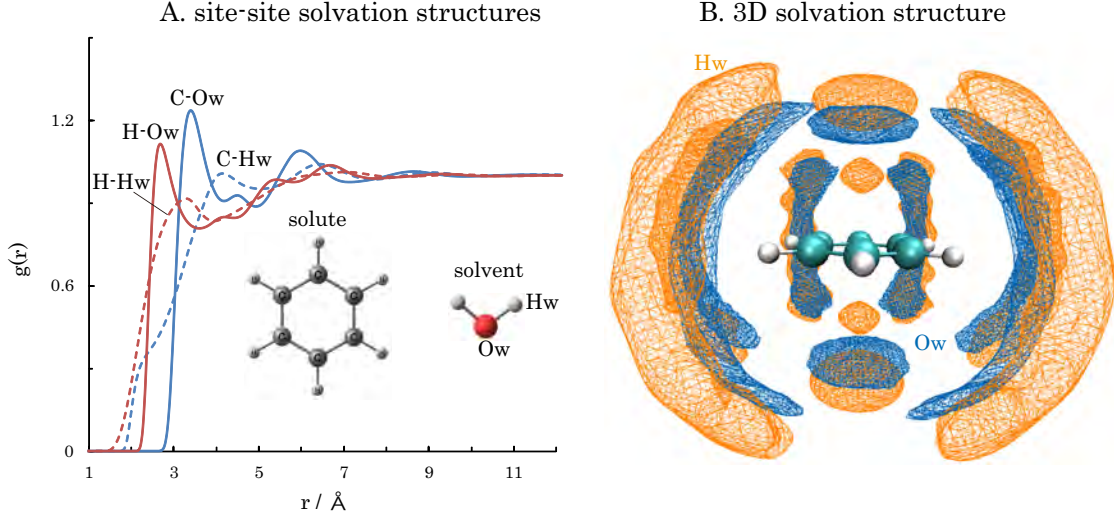 A. site-site solvation structures
B. 3D solvation structure
C-Ow
H-Ow
C-Hw
H-Hw
solute
solvent
Hw
Ow
g(r)
1.2
0.6
0
1 3 5 7 9 11
r / Å
C
C
C
C
C
C
H
H
H
H
H
H
Hw
Ow